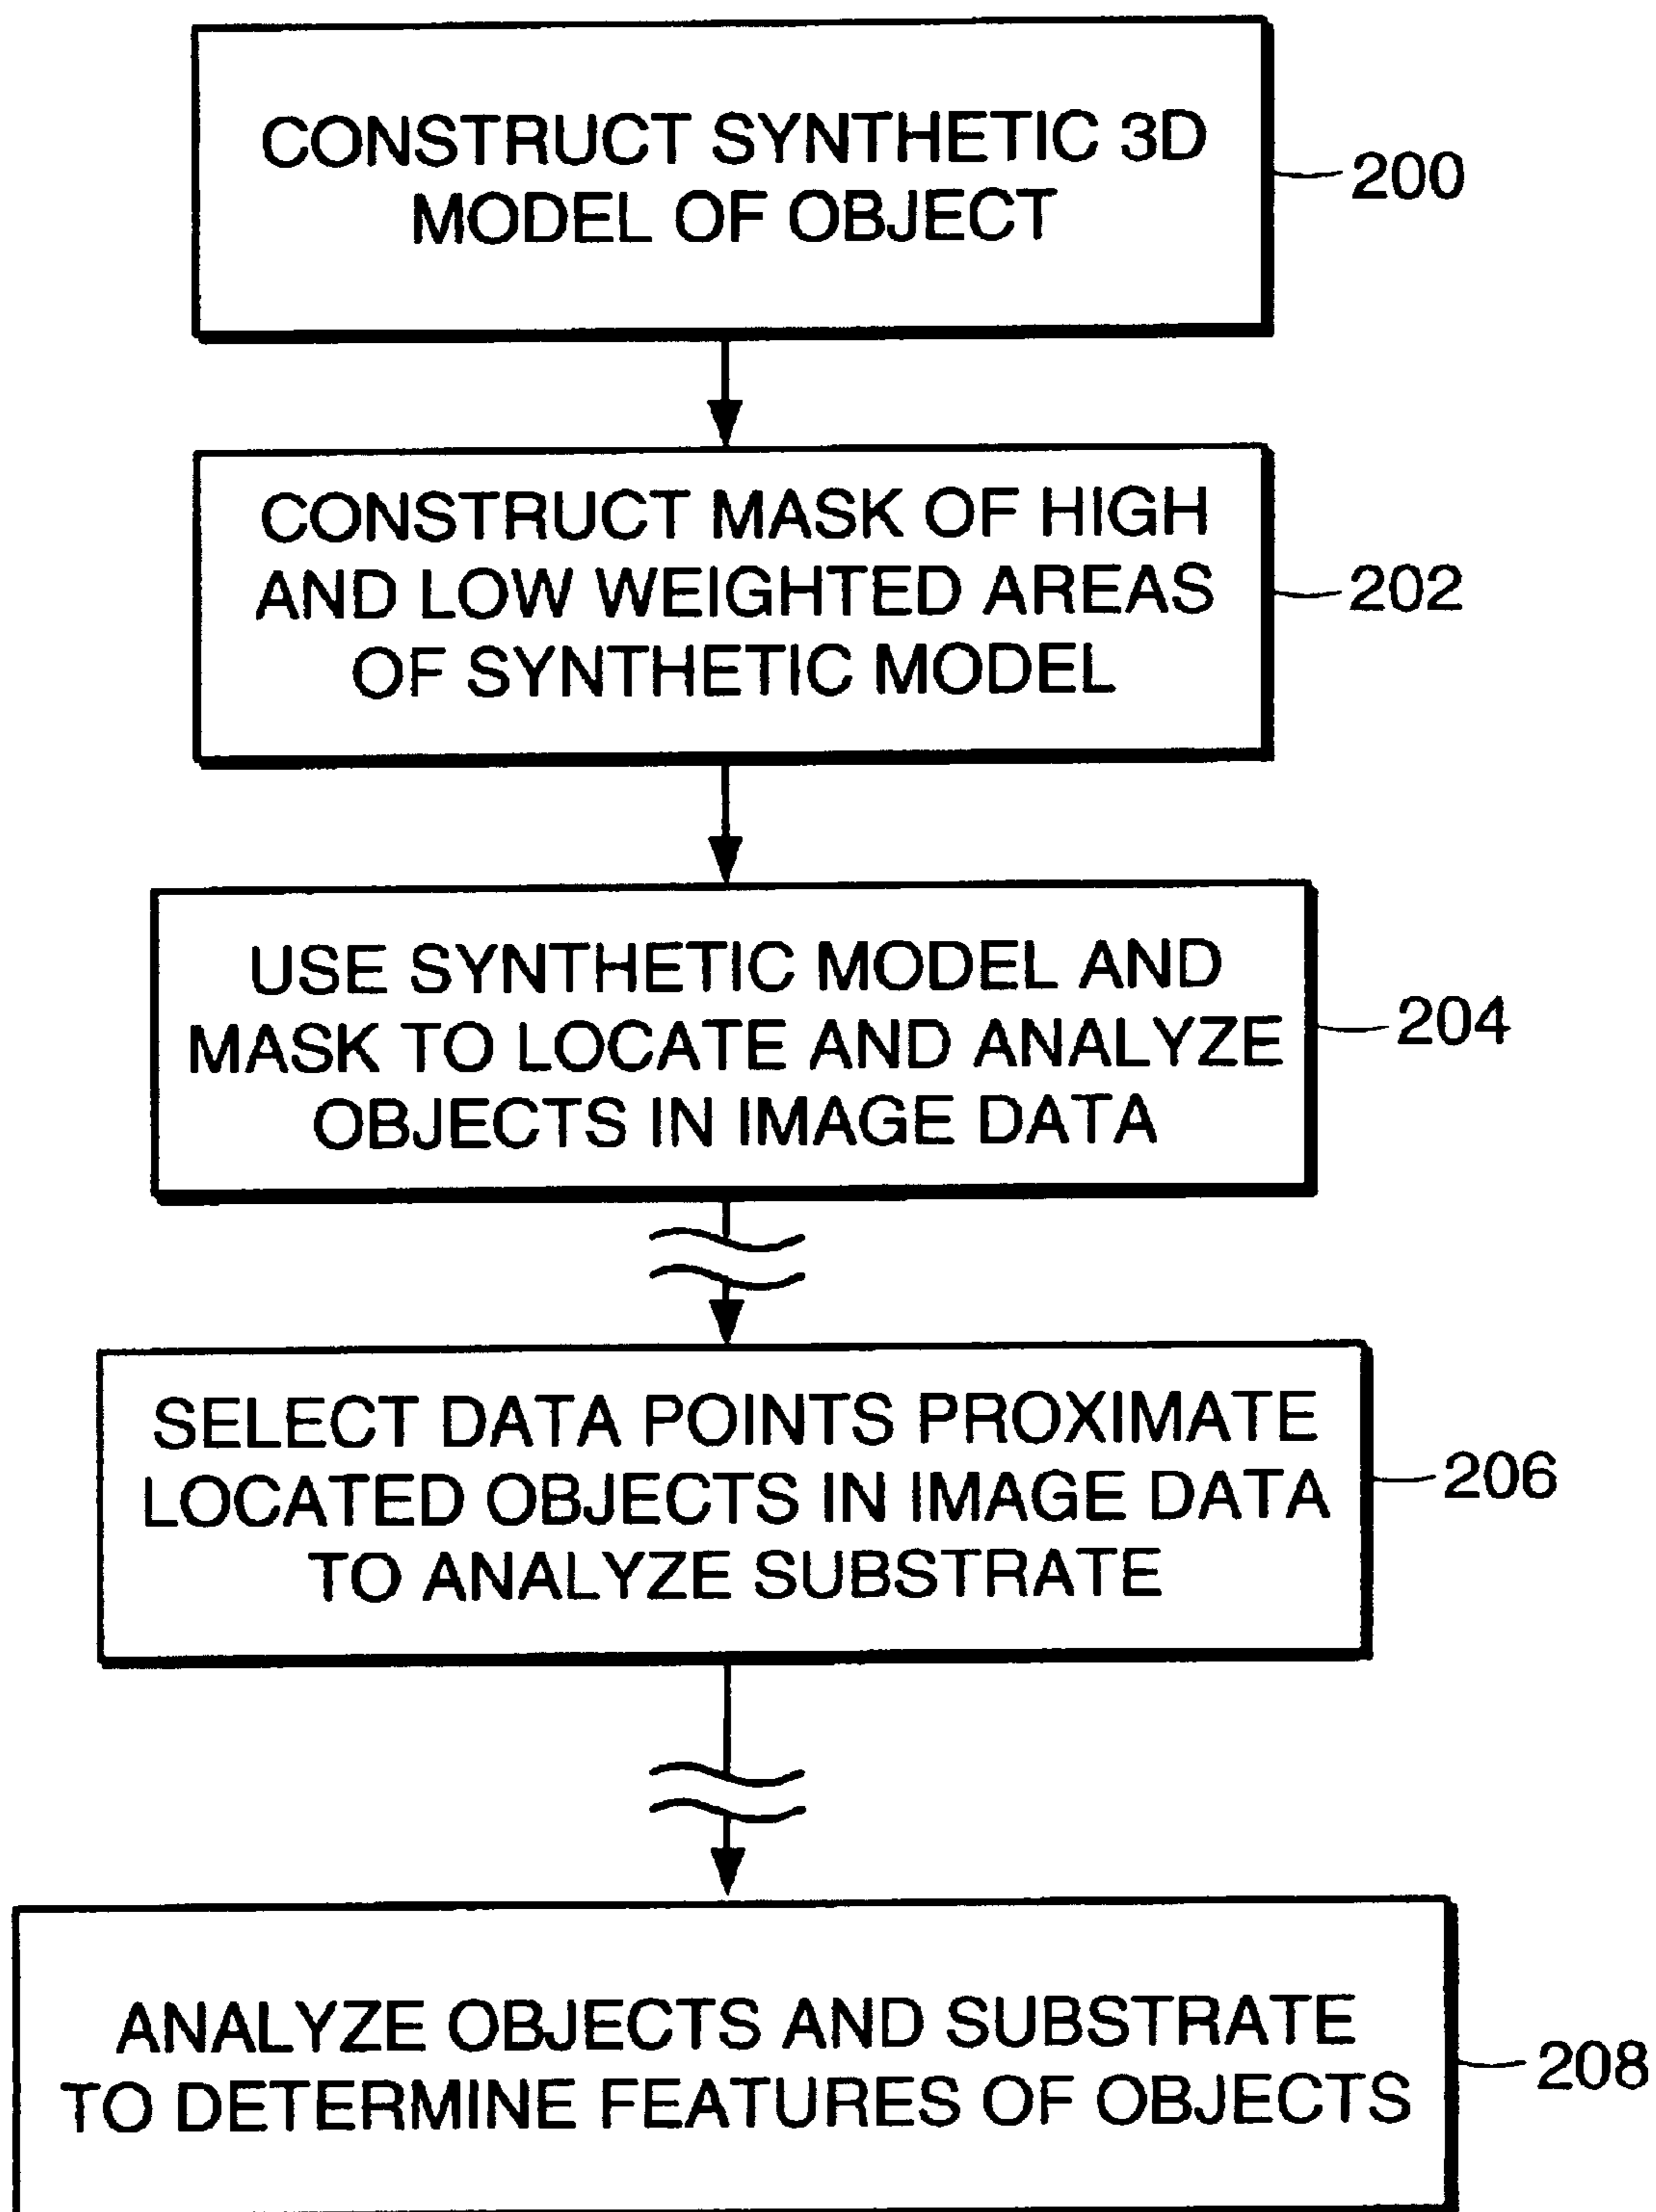 CONSTRUCT SYNTHETIC 3D
MODEL OF OBJECT
200
CONSTRUCT MASK OF HIGH
AND LOW WEIGHTED AREAS
OF SYNTHETIC MODEL
202
USE SYNTHETIC MODEL AND
MASK TO LOCATE AND ANALYZE
OBJECTS IN IMAGE DATA
204
SELECT DATA POINTS PROXIMATE
LOCATED OBJECTS IN IMAGE DATA
TO ANALYZE SUBSTRATE
206
ANALYZE OBJECTS AND SUBSTRATE
TO DETERMINE FEATURES OF OBJECTS
208